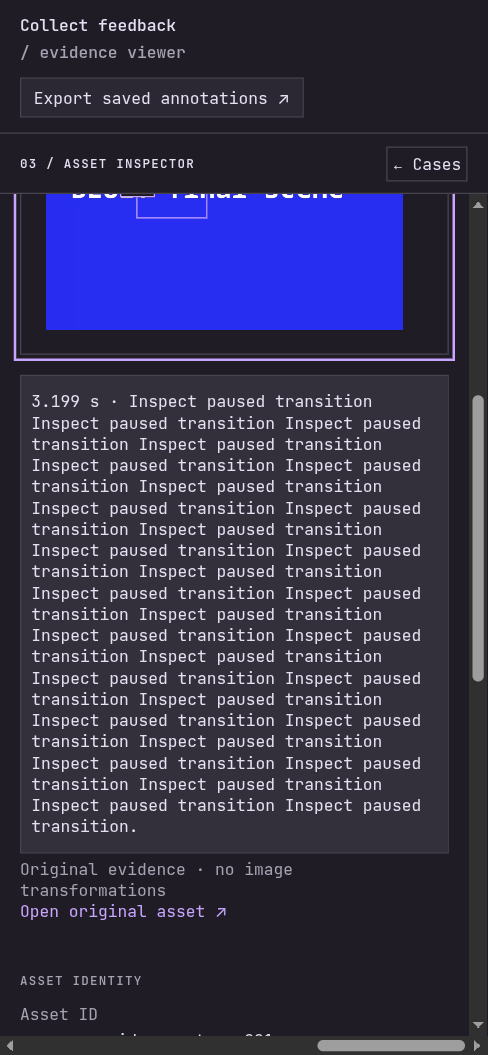 Collect feedback
/ evidence viewer
Export saved annotations ↗
03 / ASSET INSPECTOR
← Cases
3.199 s · Inspect paused transition
Inspect paused transition Inspect paused
transition Inspect paused transition
Inspect paused transition Inspect paused
transition Inspect paused transition
Inspect paused transition Inspect paused
transition Inspect paused transition
Inspect paused transition Inspect paused
transition Inspect paused transition
Inspect paused transition Inspect paused
transition Inspect paused transition
Inspect paused transition Inspect paused
transition Inspect paused transition
Inspect paused transition Inspect paused
transition Inspect paused transition
Inspect paused transition Inspect paused
transition Inspect paused transition
Inspect paused transition Inspect paused
transition Inspect paused transition
Inspect paused transition Inspect paused
transition.
Original evidence · no image
transformations
Open original asset ↗
ASSET IDENTITY
Asset ID